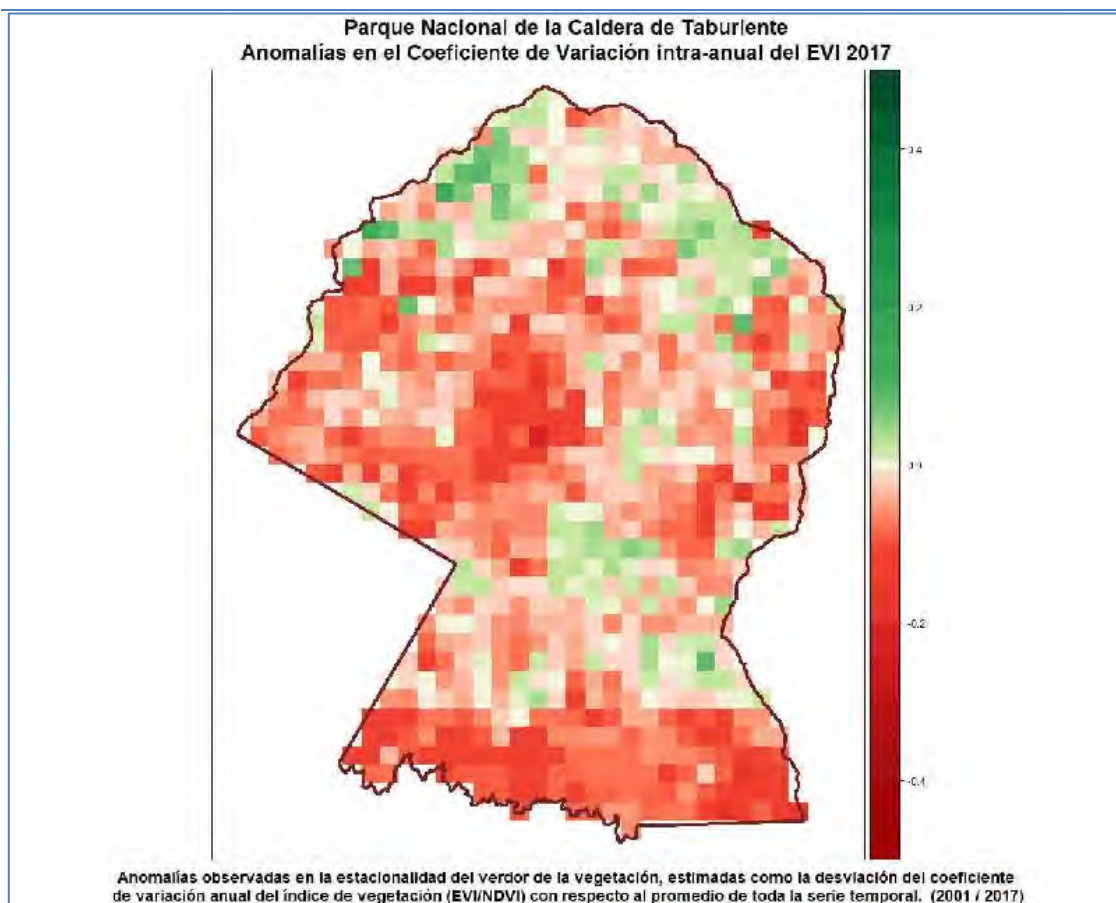 Parque Nacional de la Caldera de Taburiente
Anomalías en el Coeficiente de Variación intra-anual del EVI 2017
0.4
0.2
0.0
-0.2
-0.4
Anomalías observadas en la estacionalidad del verdor de la vegetación, estimadas como la desviación del coeficiente
de variación anual del índice de vegetación (EVI/NDVI) con respecto al promedio de toda la serie temporal. (2001 / 2017)